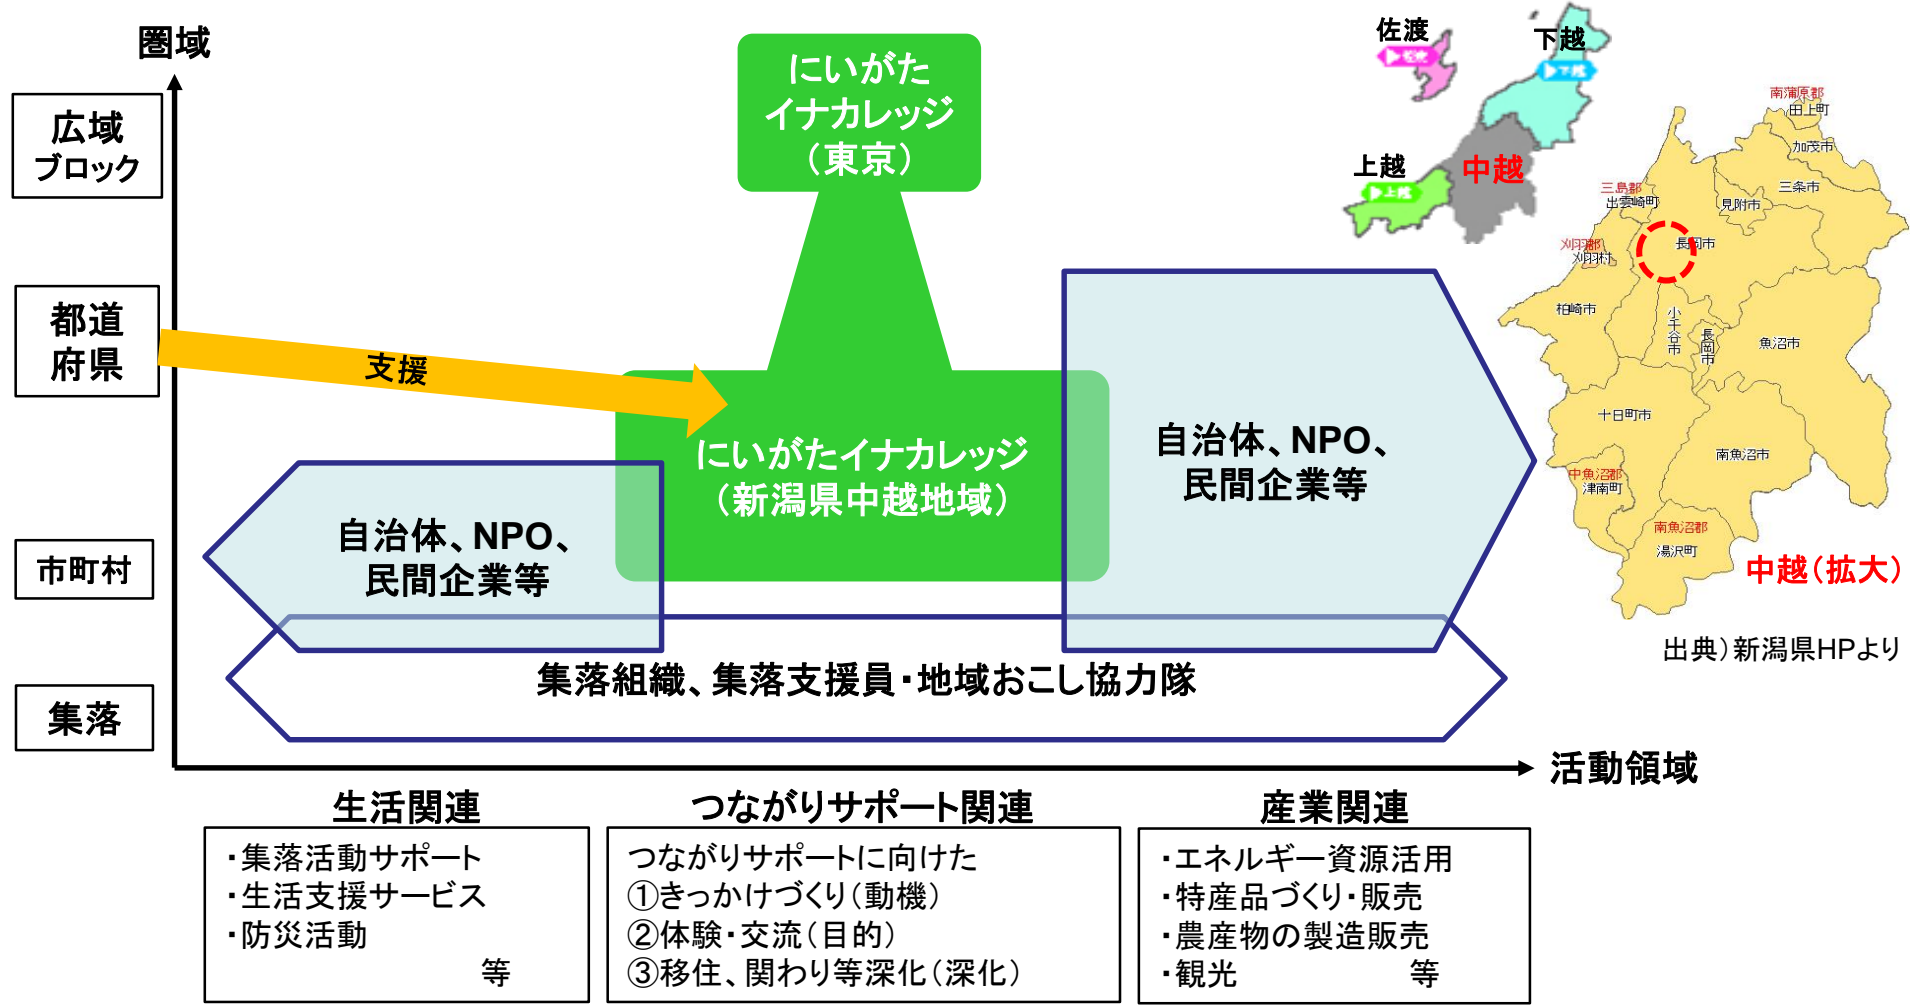 圏域
広域
ブロック
都道
府県
市町村
集落
にいがた
イナカレッジ
（東京）
支援
にいがたイナカレッジ
（新潟県中越地域）
自治体、NPO、
民間企業等
自治体、NPO、
民間企業等
集落組織、集落支援員・地域おこし協力隊
活動領域
生活関連
・集落活動サポート
・生活支援サービス
・防災活動
等
つながりサポート関連
つながりサポートに向けた
①きっかけづくり（動機）
②体験・交流（目的）
③移住、関わり等深化（深化）
産業関連
・エネルギー資源活用
・特産品づくり・販売
・農産物の製造販売
・観光 等
佐渡
下越
▶下越
上越
▶上越
中越
南蒲原郡
田上町
加茂市
三条市
見附市
三島郡
出雲崎町
長岡市
刈羽郡
刈羽村
柏崎市
小千谷市
長岡市
魚沼市
十日町市
南魚沼市
中魚沼郡
津南町
南魚沼郡
湯沢町
中越（拡大）
出典）新潟県HPより